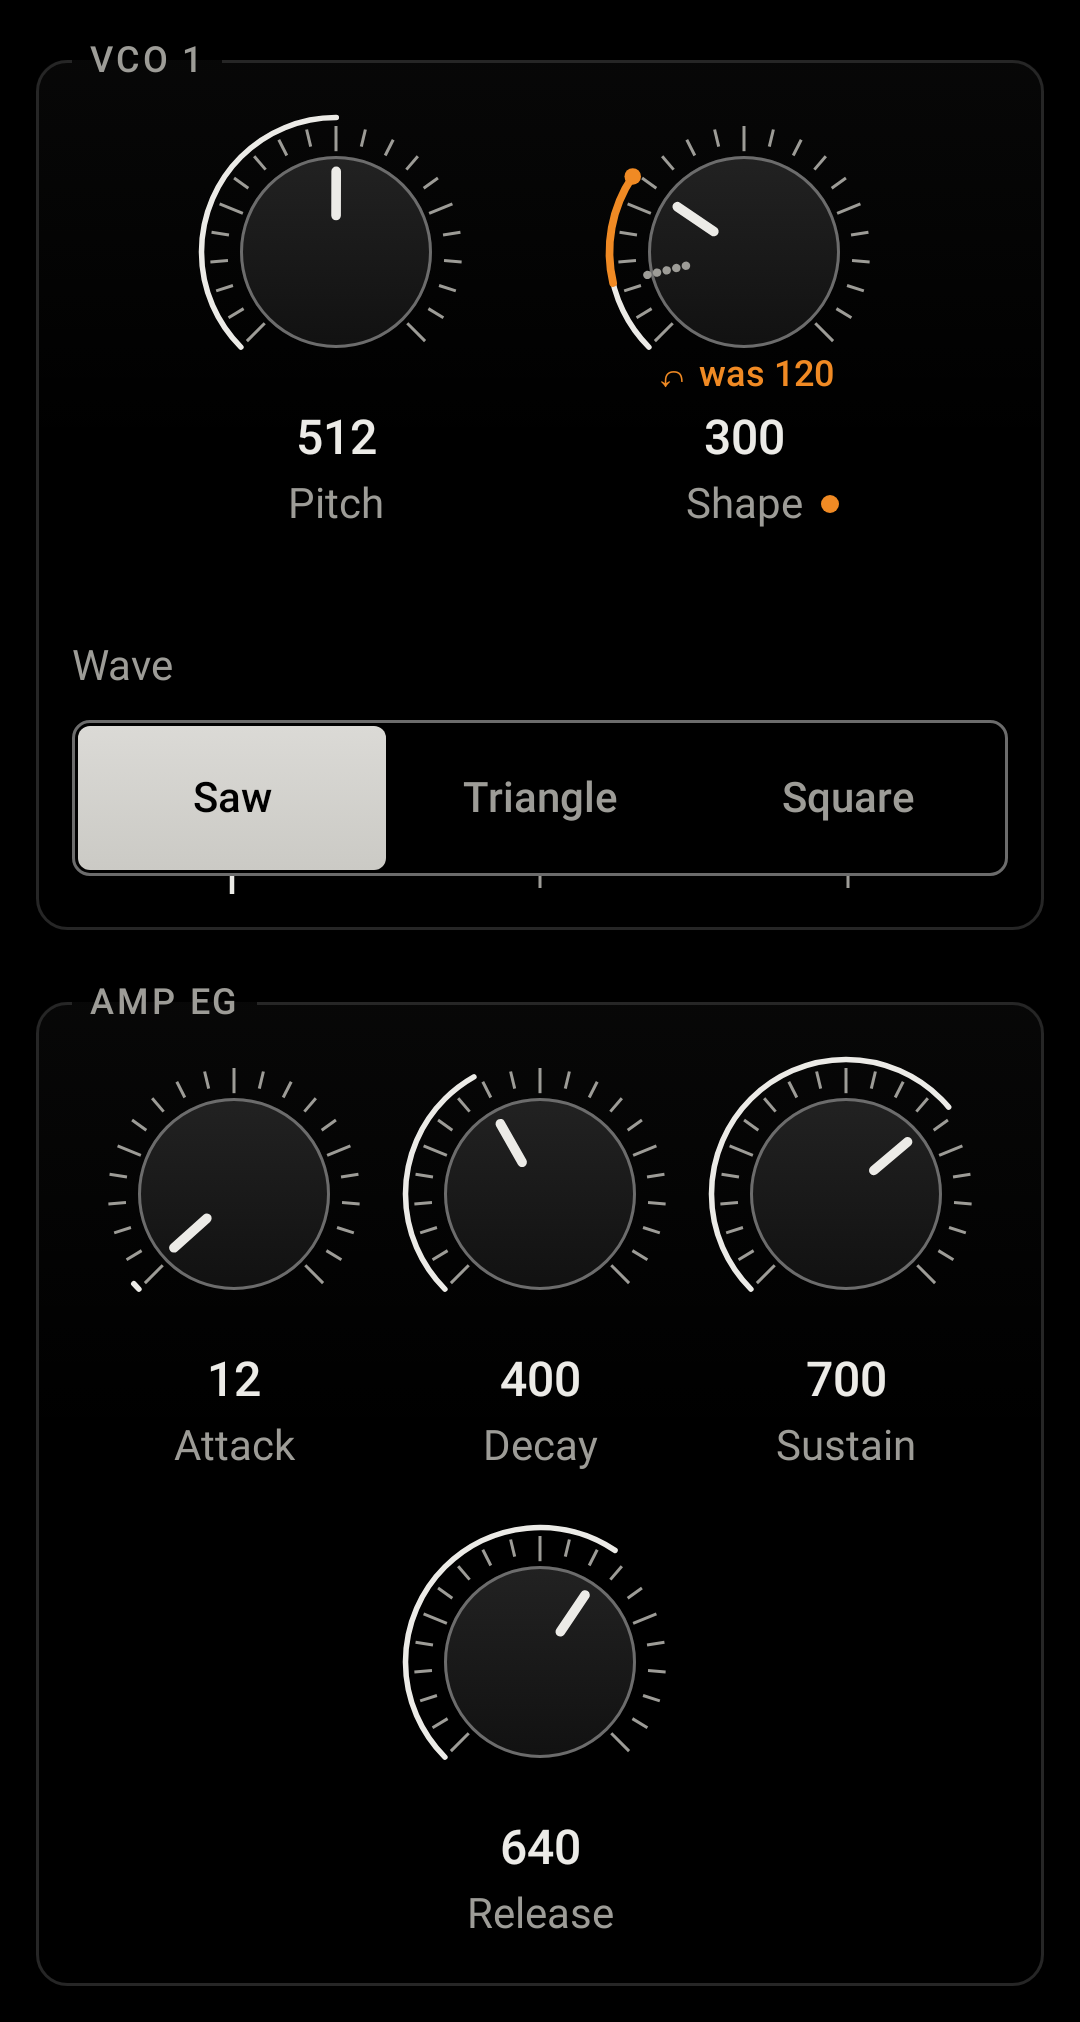 VCO 1
was 120
512
300
Pitch
Shape
Wave
Saw
Triangle
Square
AMP EG
12
400
700
Attack
Decay
Sustain
640
Release